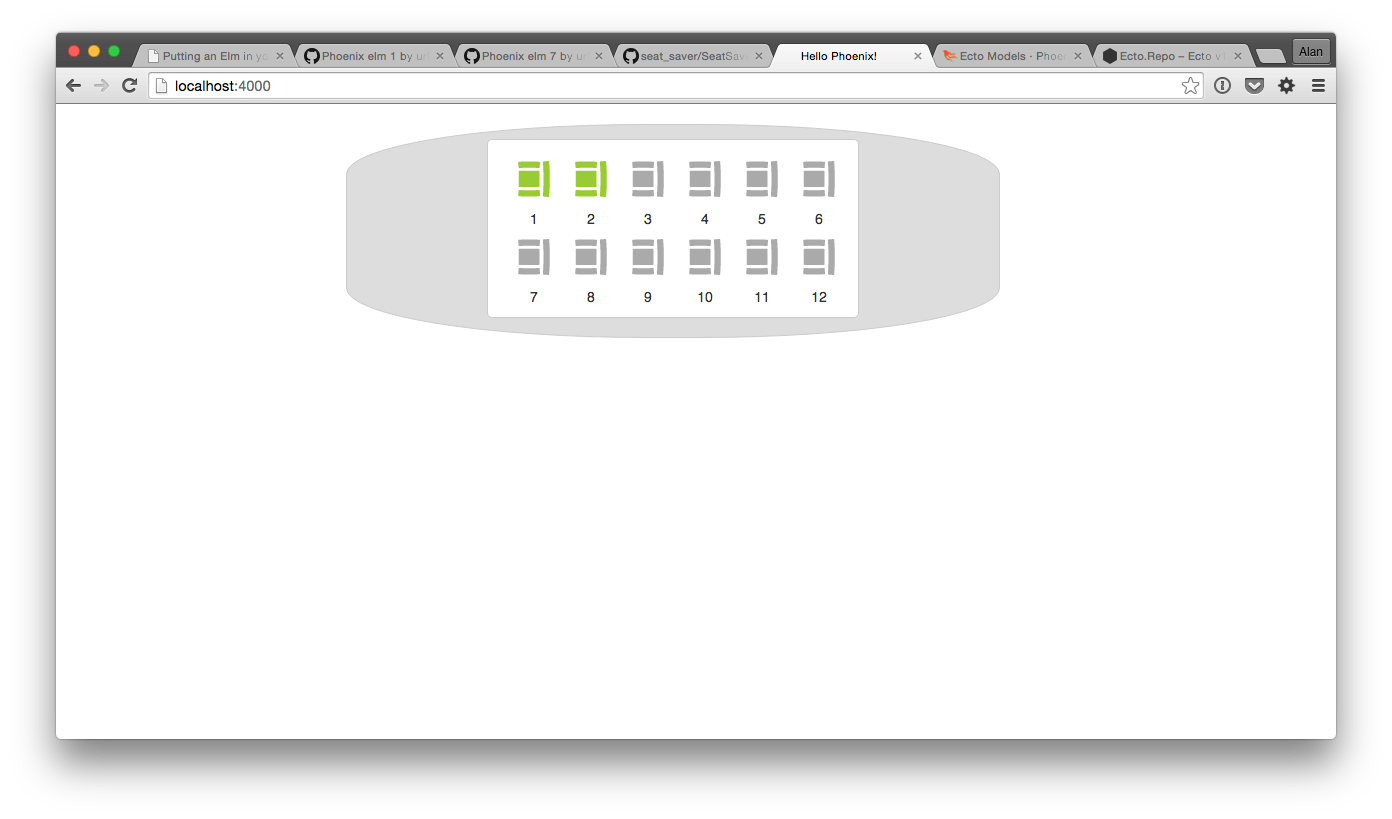 Putting an Elm in
Phoenix elm 1 by
Phoenix elm 7 by
seat_saver/SeatSav
Hello Phoenix!
Ecto Models - Phoe
Ecto.Repo – Ecto v
Alan
localhost:4000
1 2 3 4 5 6
7 8 9 10 11 12